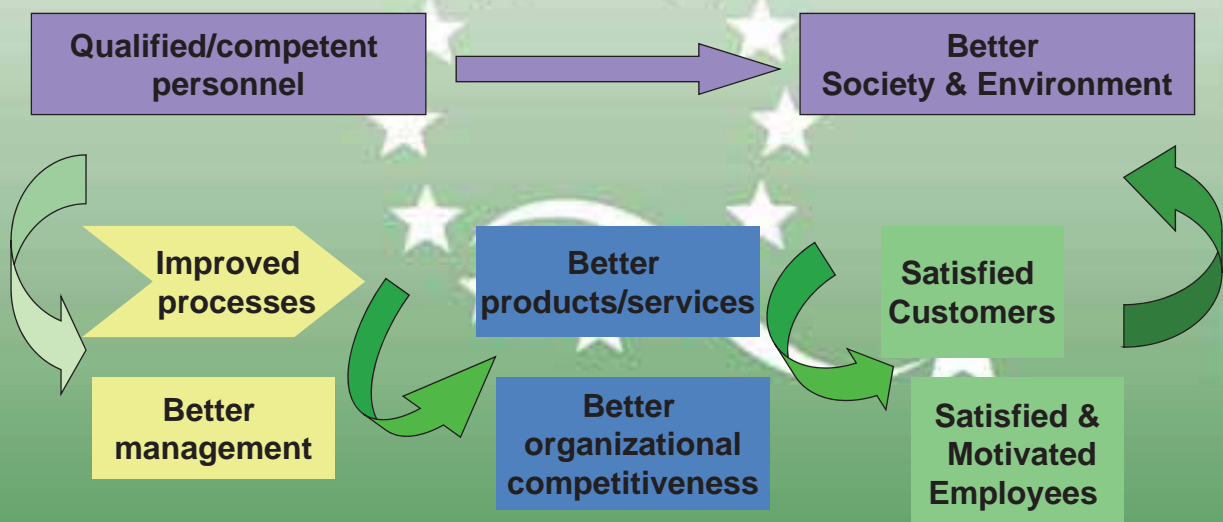 Qualified/competent
personnel
Better
Society & Environment
Improved
processes
Better
products/services
Satisfied
Customers
Better
management
Better
organizational
competitiveness
Satisfied &
Motivated
Employees